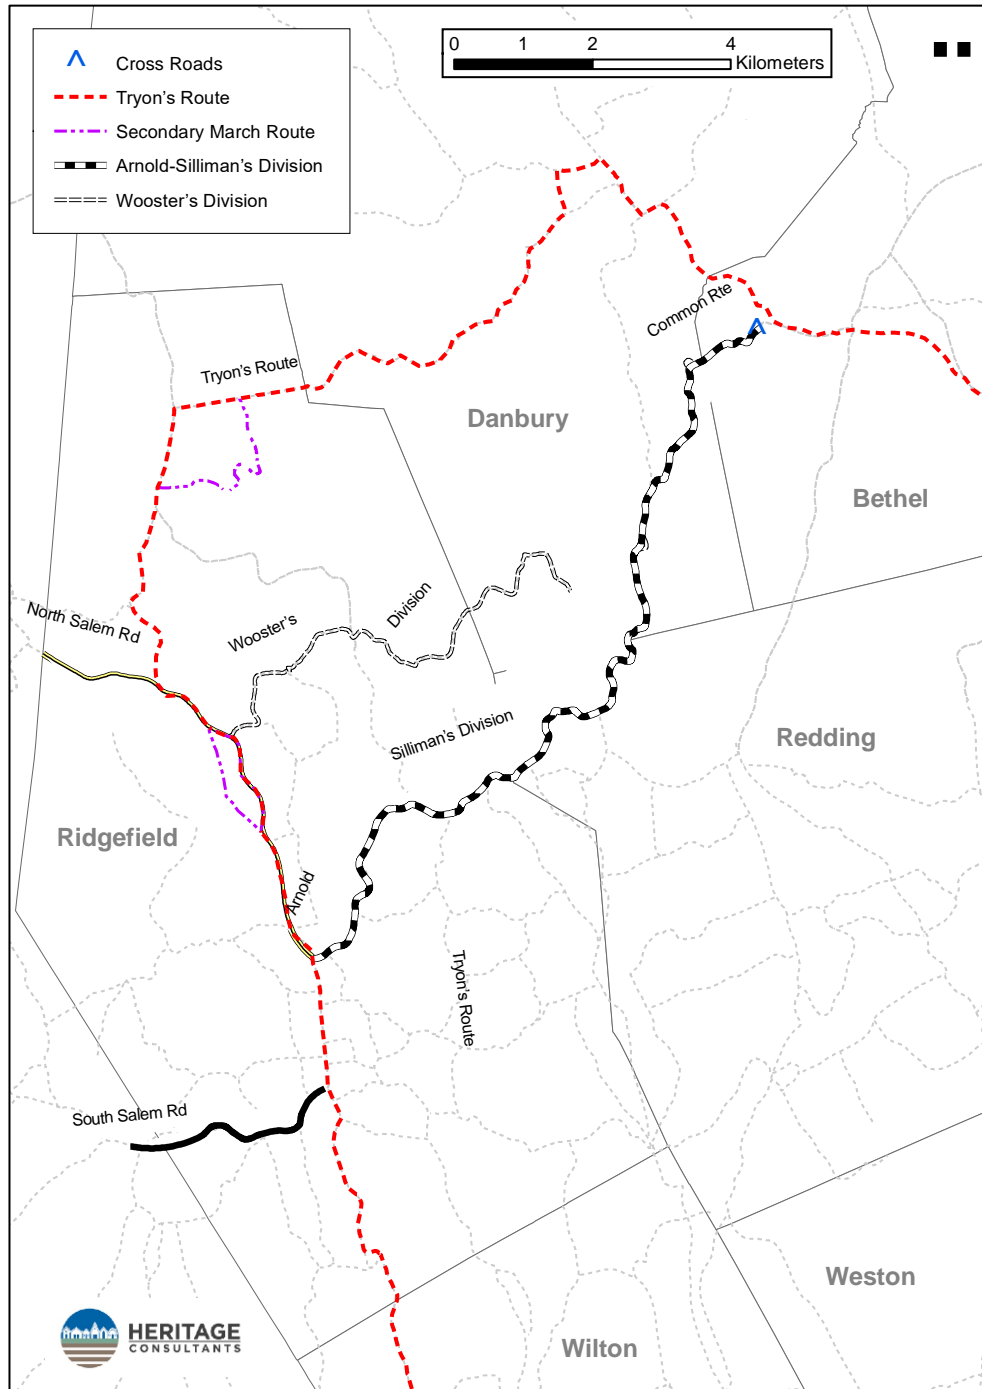 0 1 2 4
Kilometers
Cross Roads
Tryon's Route
Secondary March Route
Arnold-Silliman's Division
Wooster's Division
Common Rte
Tryon's Route
Danbury
Bethel
North Salem Rd
Wooster's
Division
Silliman's Division
Redding
Ridgefield
Arnold
Tryon's Route
South Salem Rd
Weston
Wilton
HERITAGE
CONSULTANTS